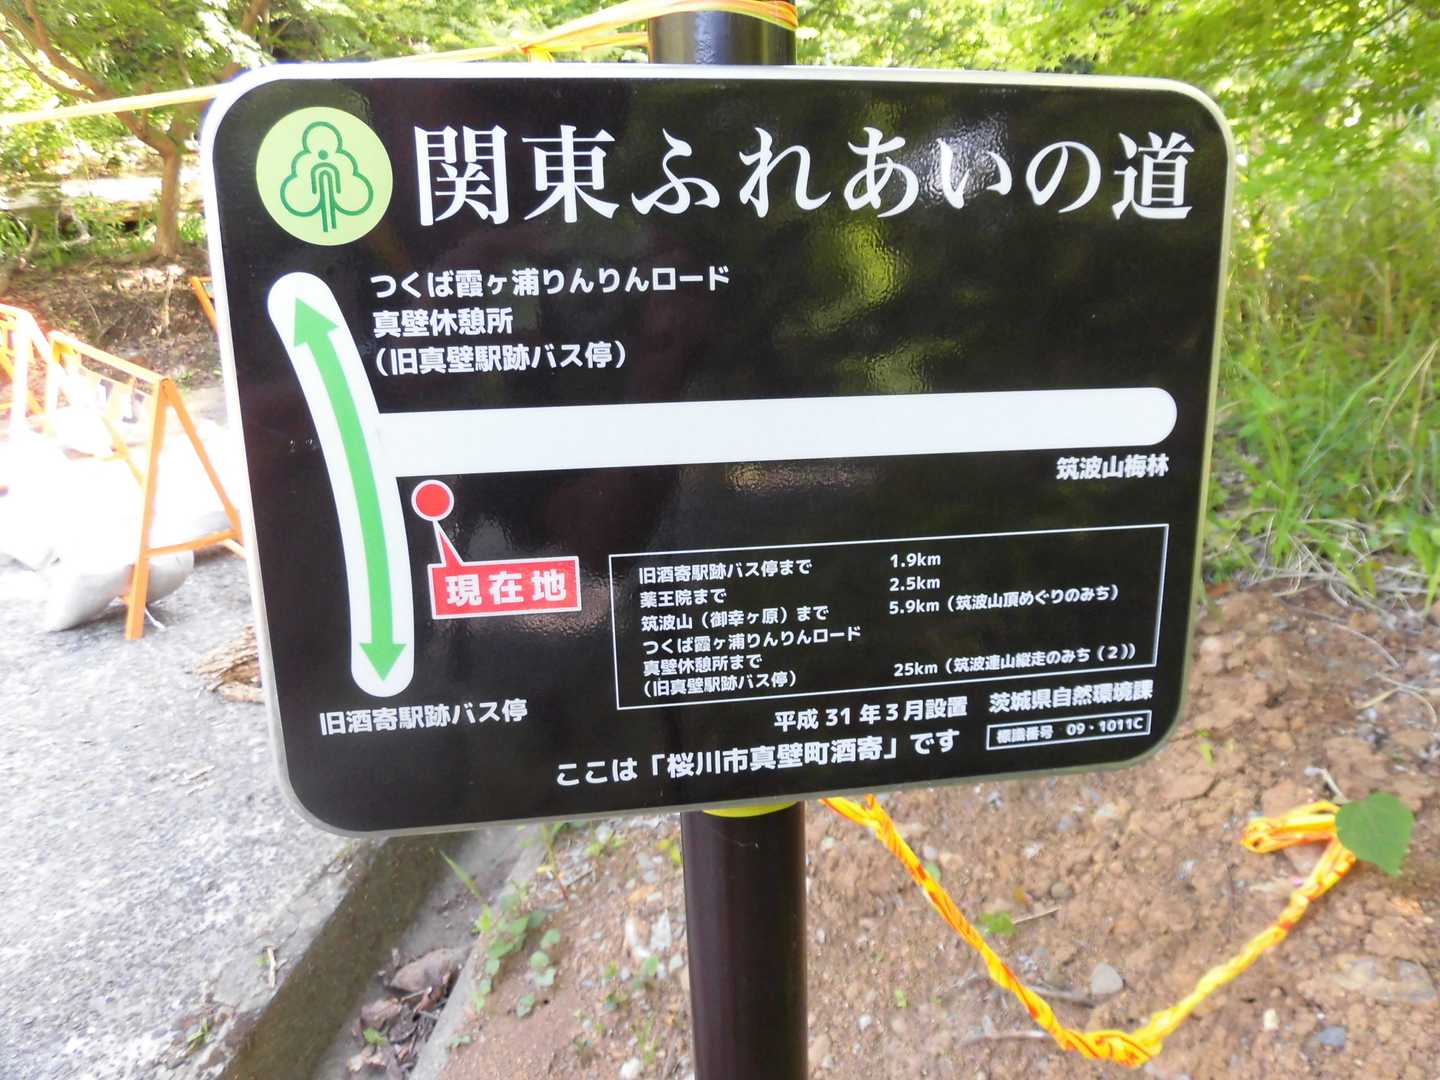 関東ふれあいの道
つくば霞ヶ浦りんりんロード
真壁休憩所
(旧真壁駅跡バス停)
筑波山梅林
現在地
旧酒寄駅跡バス停
旧酒寄駅跡バス停まで 1.9km
薬王院まで 2.5km
筑波山(御幸ヶ原)まで 5.9km(筑波山頂めぐりのみち)
つくば霞ヶ浦りんりんロード
真壁休憩所まで
(旧真壁駅跡バス停) 25km(筑波連山縦走のみち(2))
平成31年3月設置 茨城県自然環境課
ここは「桜川市真壁町酒寄」です 標識番号 09・1011C